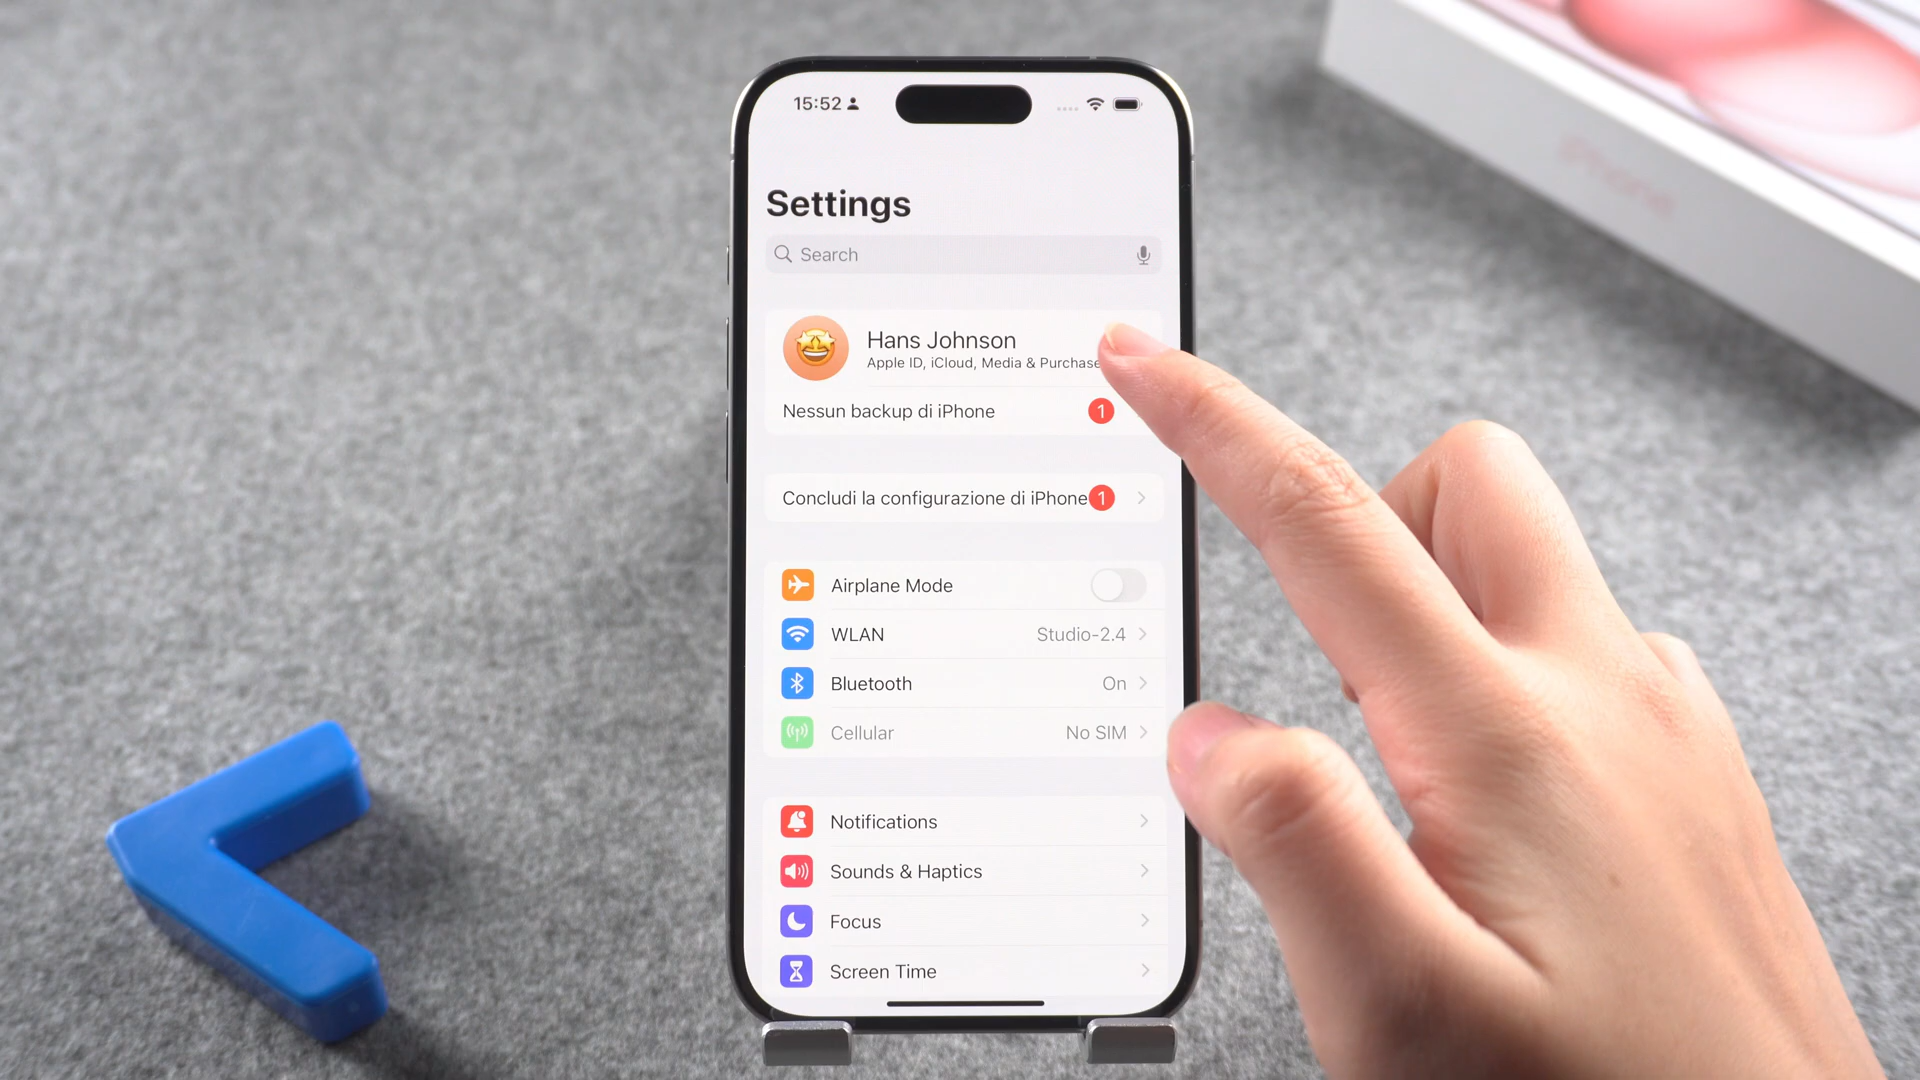 15:52
Settings
Search
Hans Johnson
Apple ID, iCloud, Media & Purchase
Nessun backup di iPhone 1
Concludi la configurazione di iPhone 1
Airplane Mode
WLAN Studio-2.4
Bluetooth On
Cellular No SIM
Notifications
Sounds & Haptics
Focus
Screen Time
iPhone